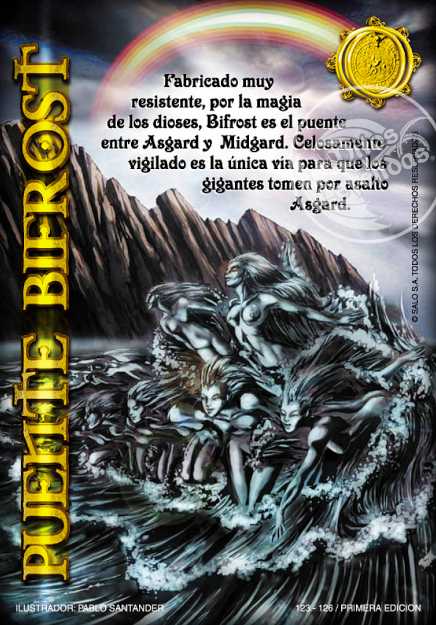 PUENTE BIFROST
Fabricado muy
resistente, por la magia
de los dioses, Bifrost es el puente
entre Asgard y Midgard. Celosamente
vigilado es la única vía para que los
gigantes tomen por asalto
Asgard.
© SALO S.A. TODOS LOS DERECHOS
ILUSTRADOR: PABLO SANTANDER
123 - 126 / PRIMERA EDICION